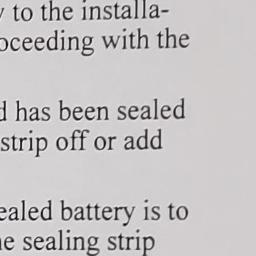 to the installa-
oceeding with the
has been sealed
strip off or add
ealed battery is to
e sealing strip